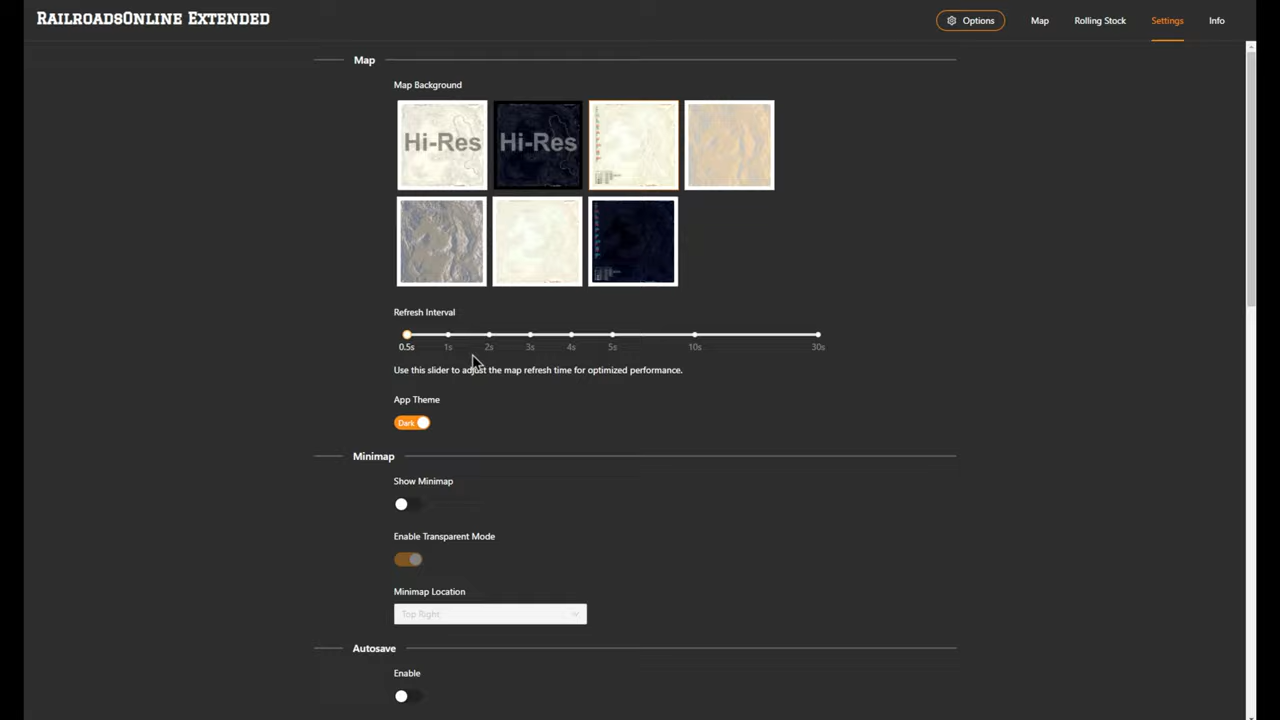 RailroadsOnline Extended
Options
Map
Rolling Stock
Settings
Info
Map
Map Background
Hi-Res
Hi-Res
Refresh Interval
0.5s 1s 2s 3s 4s 5s 10s 30s
Use this slider to adjust the map refresh time for optimized performance.
App Theme
Dark
Minimap
Show Minimap
Enable Transparent Mode
Minimap Location
Top Right
Autosave
Enable